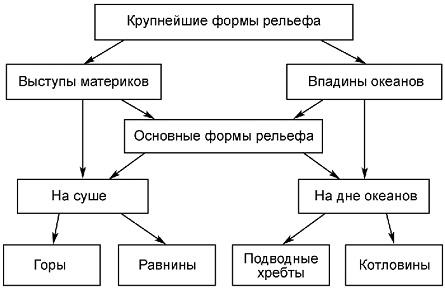 Крупнейшие формы рельефа
Выступы материков
Впадины океанов
Основные формы рельефа
На суше
На дне океанов
Горы
Равнины
Подводные
хребты
Котловины